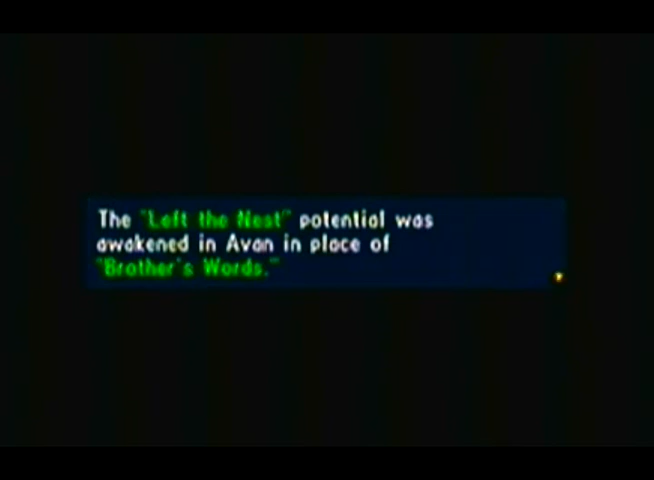 The "Left the Nest" potential was
awakened in Avan in place of
"Brother's Words."